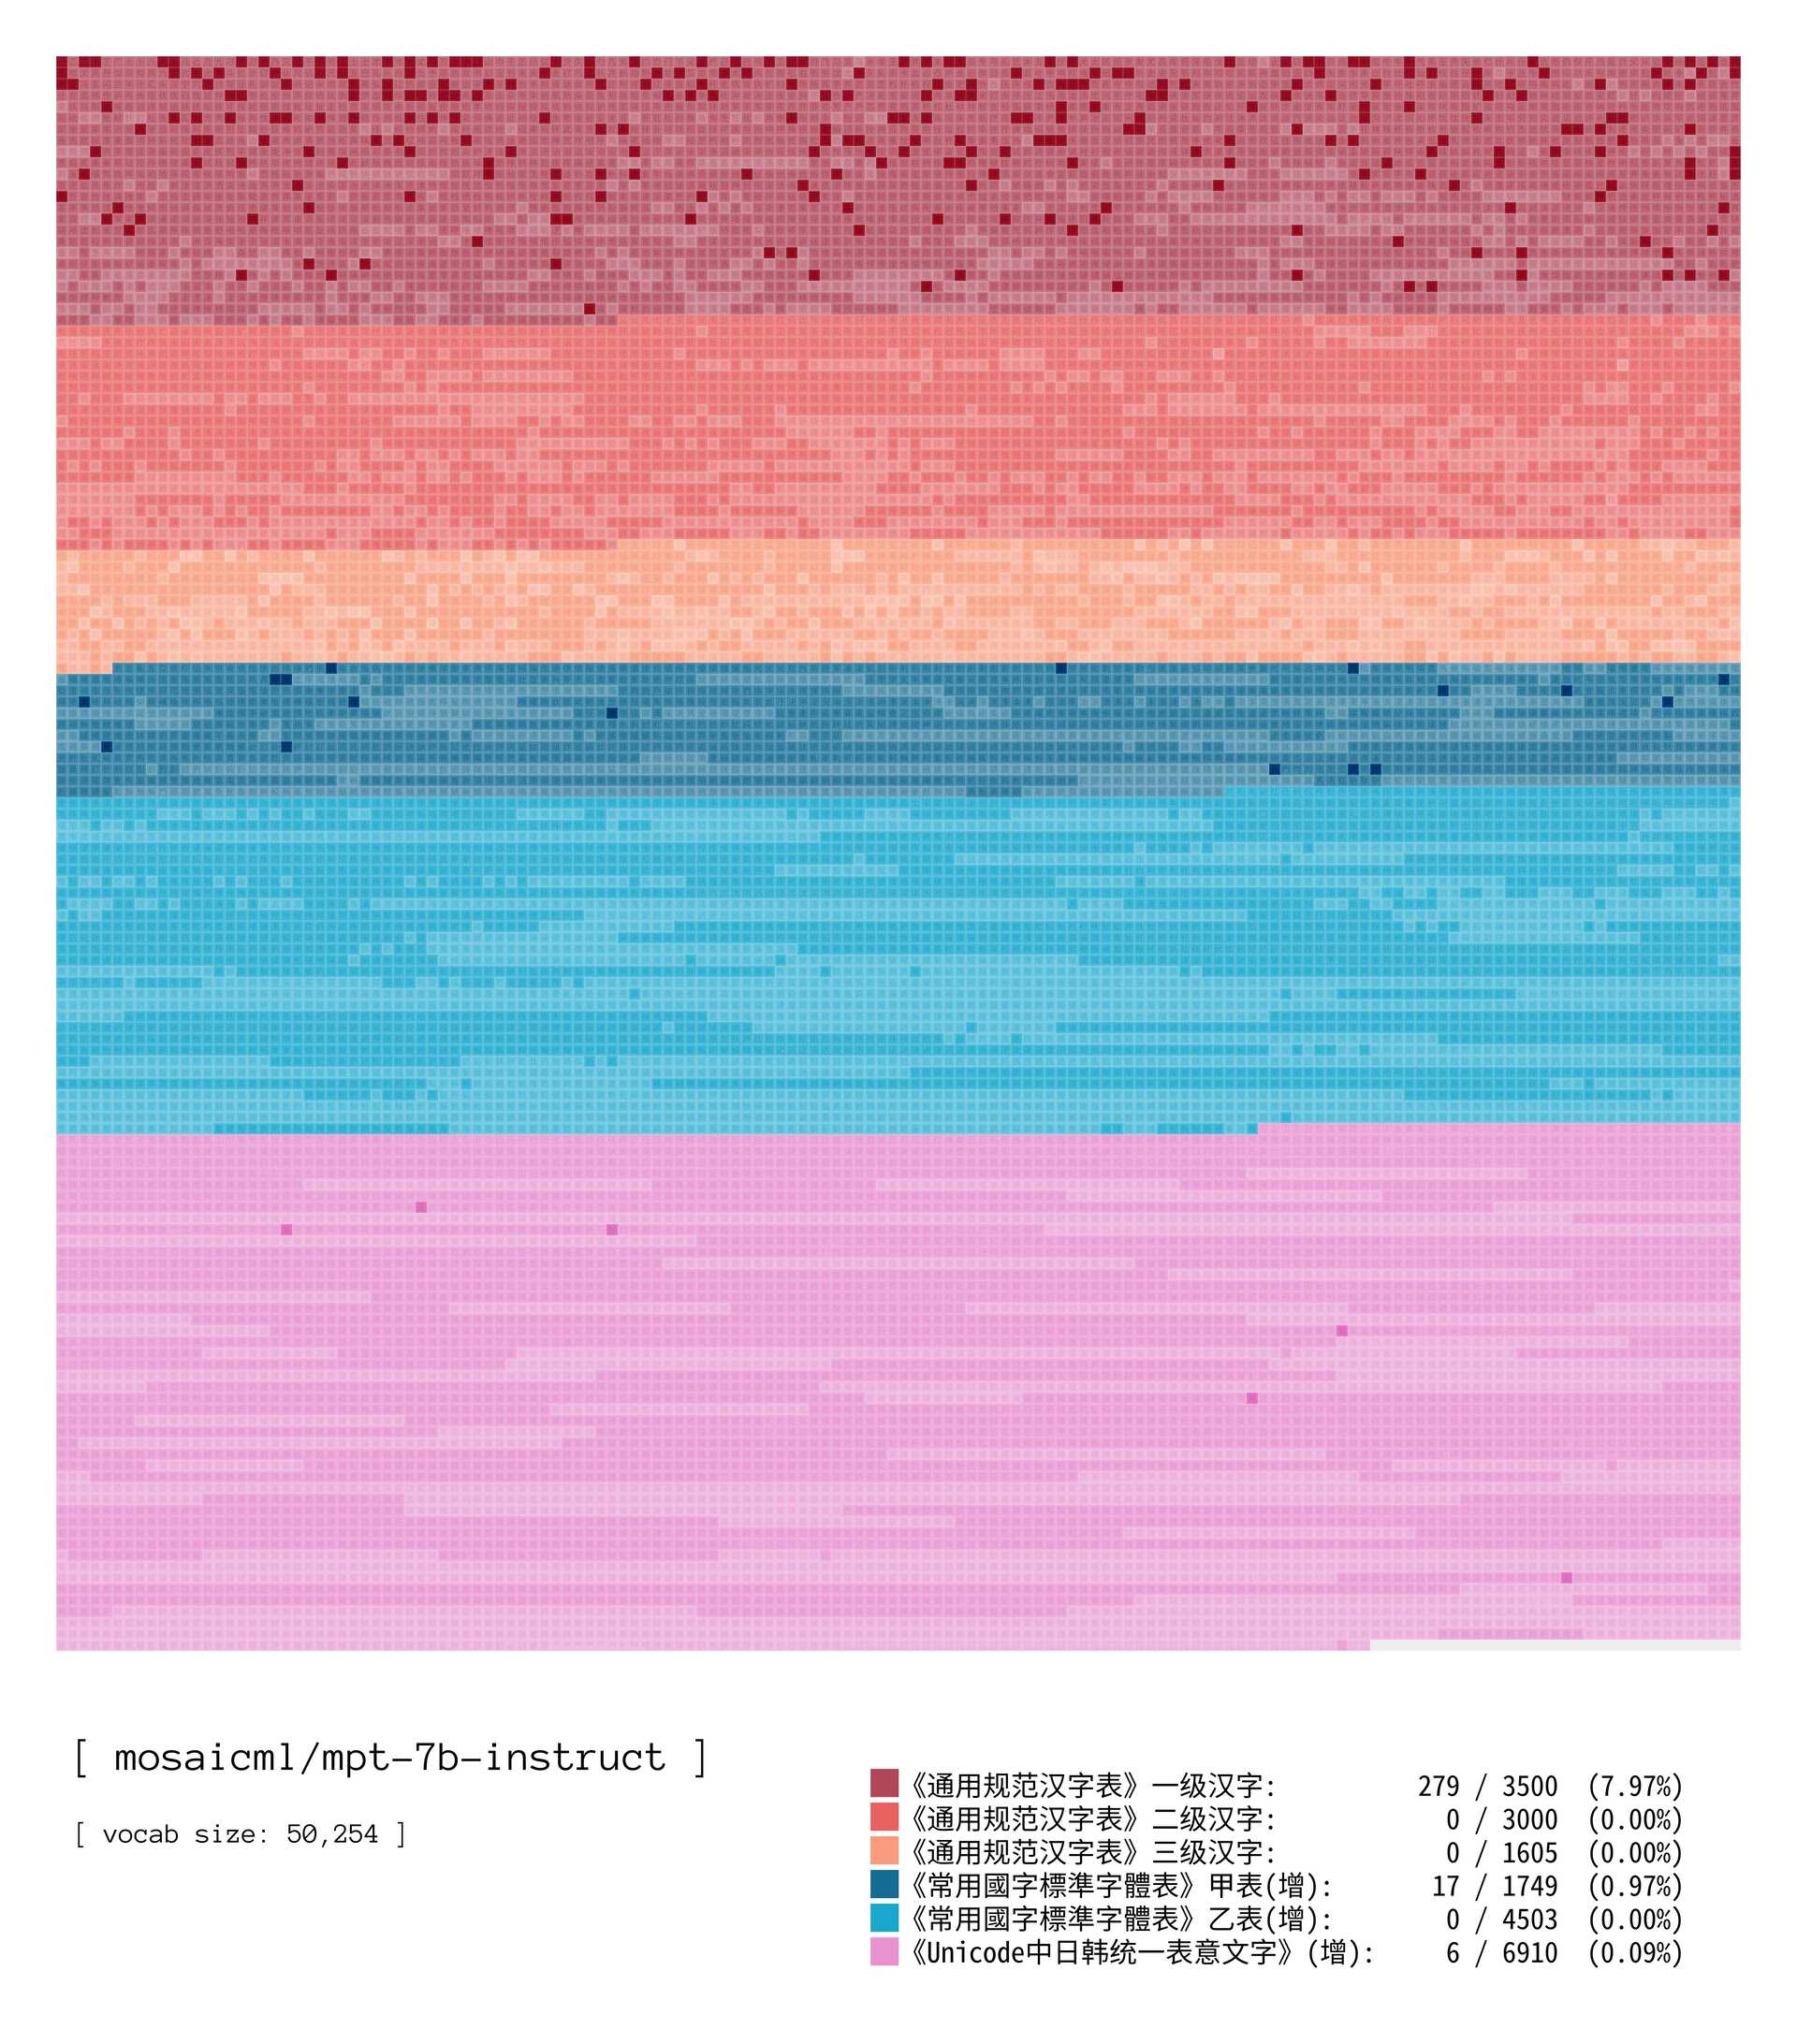 [ mosaicml/mpt-7b-instruct ]
[ vocab size: 50,254 ]
《通用规范汉字表》一级汉字: 279 / 3500 (7.97%)
《通用规范汉字表》二级汉字: 0 / 3000 (0.00%)
《通用规范汉字表》三级汉字: 0 / 1605 (0.00%)
《常用國字標準字體表》甲表(增): 17 / 1749 (0.97%)
《常用國字標準字體表》乙表(增): 0 / 4503 (0.00%)
《Unicode中日韩统一表意文字》(增): 6 / 6910 (0.09%)